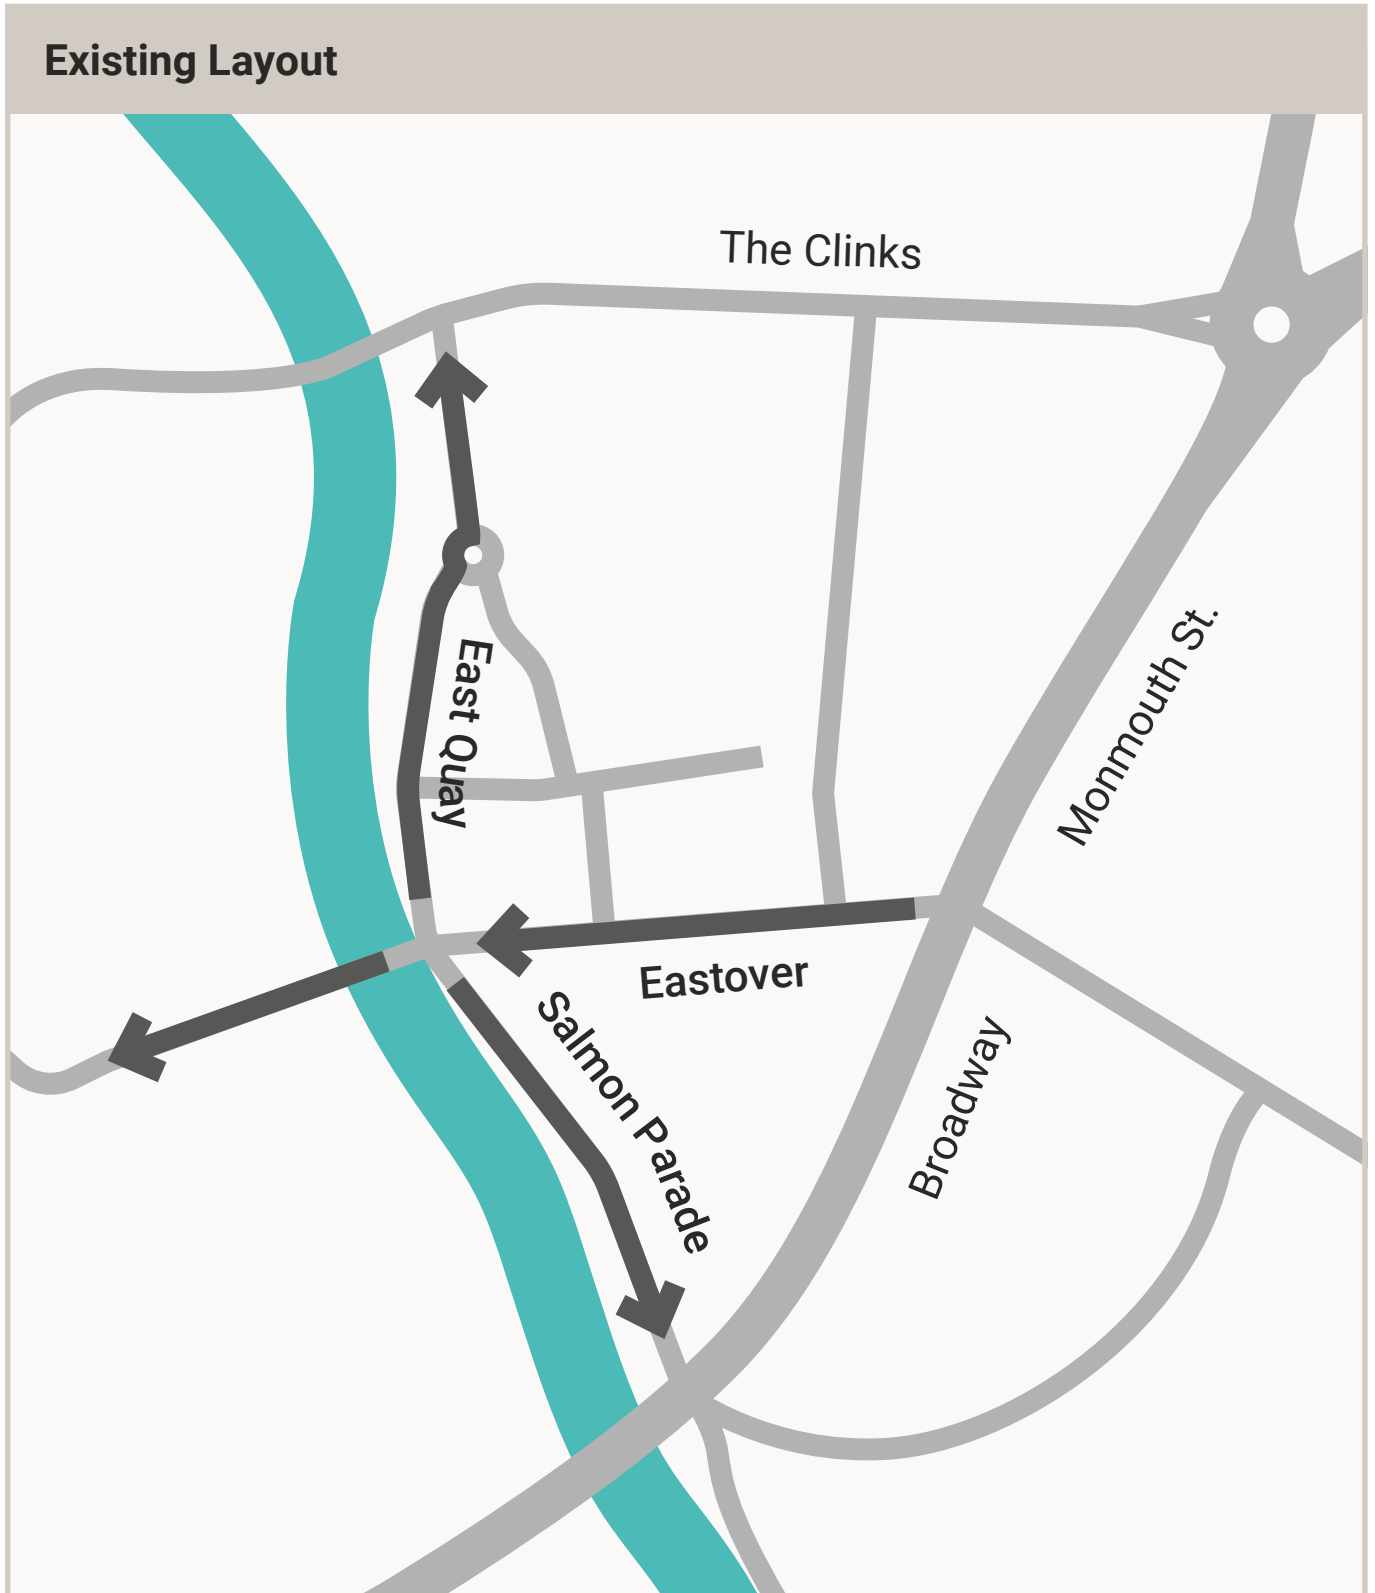 Existing Layout
The Clinks
Monmouth St.
East Quay
Eastover
Salmon Parade
Broadway